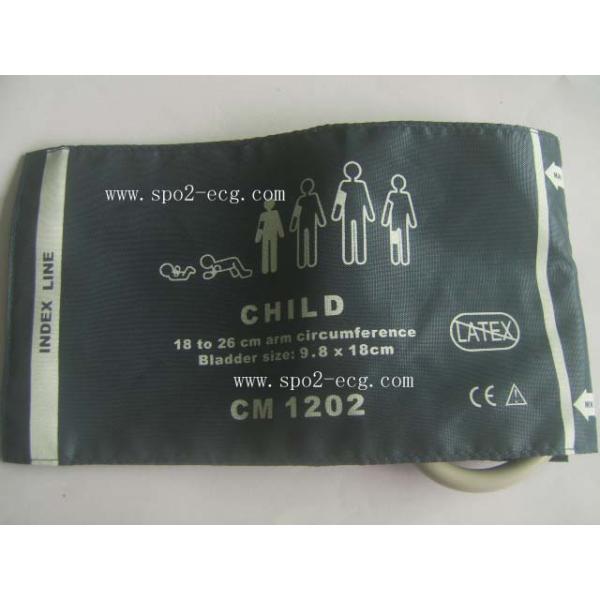 www.spo2-ecg.com
INDEX LINE
CHILD
18 to 26 cm arm circumference
Bladder size: 9.8 x 18cm
LATEX
www.spo2-ecg.com
CM 1202
CE